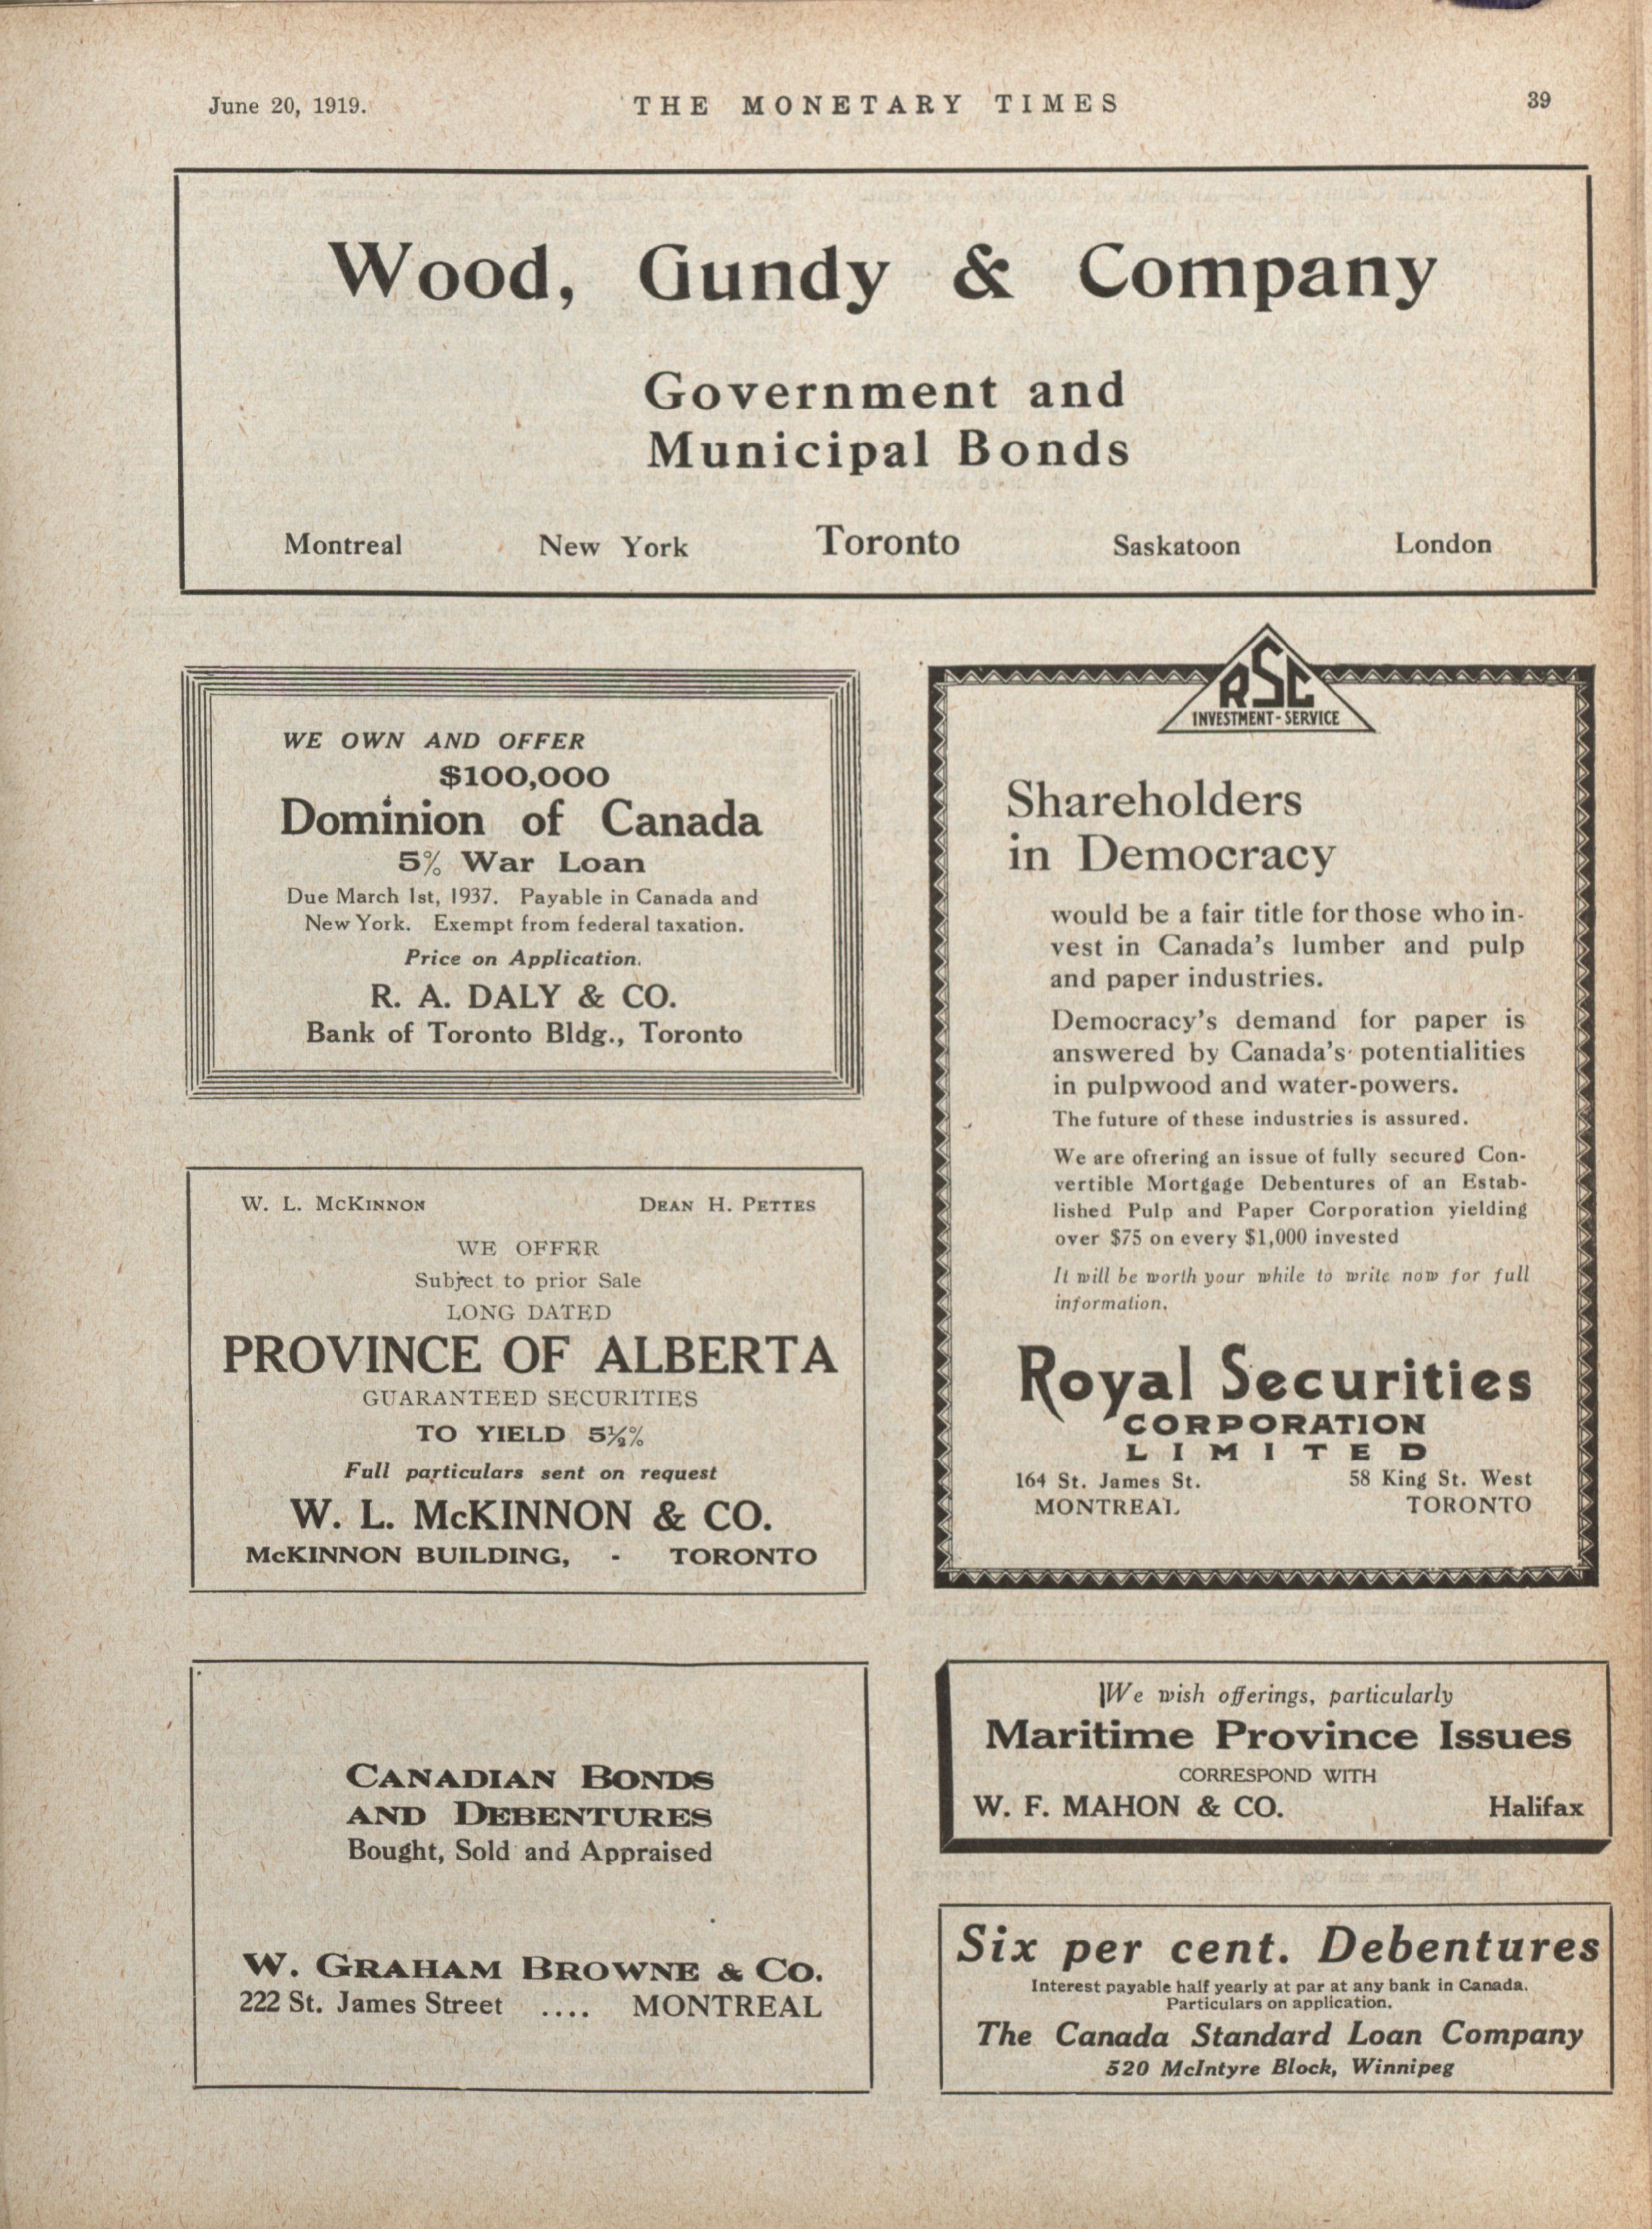 June 20, 1919.
THE MONETARY TIMES
39
Wood, Gundy & Company
Government and
Municipal Bonds
Montreal New York Toronto Saskatoon London
WE OWN AND OFFER
$100,000
Dominion of Canada
5% War Loan
Due March 1st, 1937. Payable in Canada and
New York. Exempt from federal taxation.
Price on Application.
R. A. DALY & CO.
Bank of Toronto Bldg., Toronto
W. L. McKINNON DEAN H. PETTES
WE OFFER
Subject to prior Sale
LONG DATED
PROVINCE OF ALBERTA
GUARANTEED SECURITIES
TO YIELD 5½%
Full particulars sent on request
W. L. McKINNON & CO.
McKINNON BUILDING, - TORONTO
CANADIAN BONDS
AND DEBENTURES
Bought, Sold and Appraised
W. GRAHAM BROWNE & CO.
222 St. James Street .... MONTREAL
RSC
INVESTMENT-SERVICE
Shareholders
in Democracy
would be a fair title for those who in-
vest in Canada's lumber and pulp
and paper industries.
Democracy's demand for paper is
answered by Canada's potentialities
in pulpwood and water-powers.
The future of these industries is assured.
We are offering an issue of fully secured Con-
vertible Mortgage Debentures of an Estab-
lished Pulp and Paper Corporation yielding
over $75 on every $1,000 invested
It will be worth your while to write now for full
information.
Royal Securities
CORPORATION
LIMITED
164 St. James St. 58 King St. West
MONTREAL TORONTO
We wish offerings, particularly
Maritime Province Issues
CORRESPOND WITH
W. F. MAHON & CO. Halifax
Six per cent. Debentures
Interest payable half yearly at par at any bank in Canada.
Particulars on application.
The Canada Standard Loan Company
520 McIntyre Block, Winnipeg